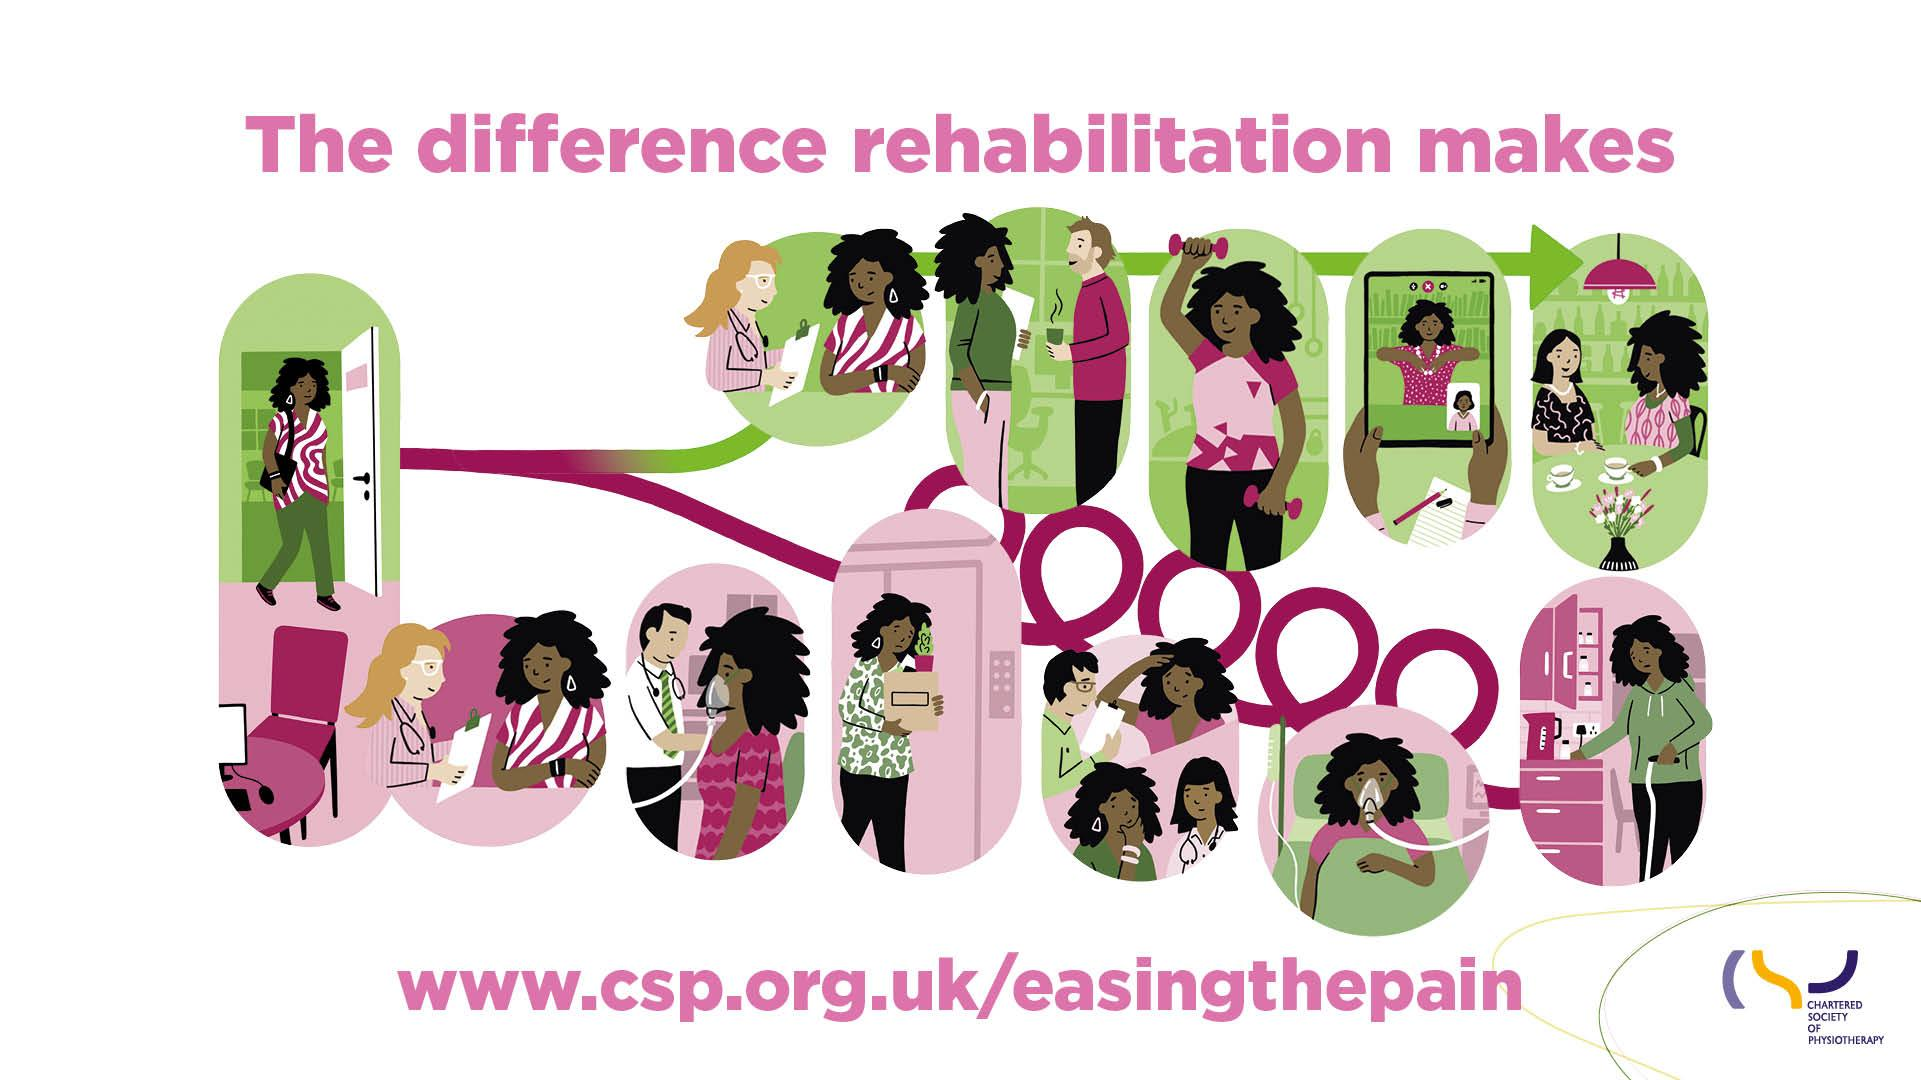 The difference rehabilitation makes
www.csp.org.uk/easingthepain
CHARTERED
SOCIETY
OF
PHYSIOTHERAPY